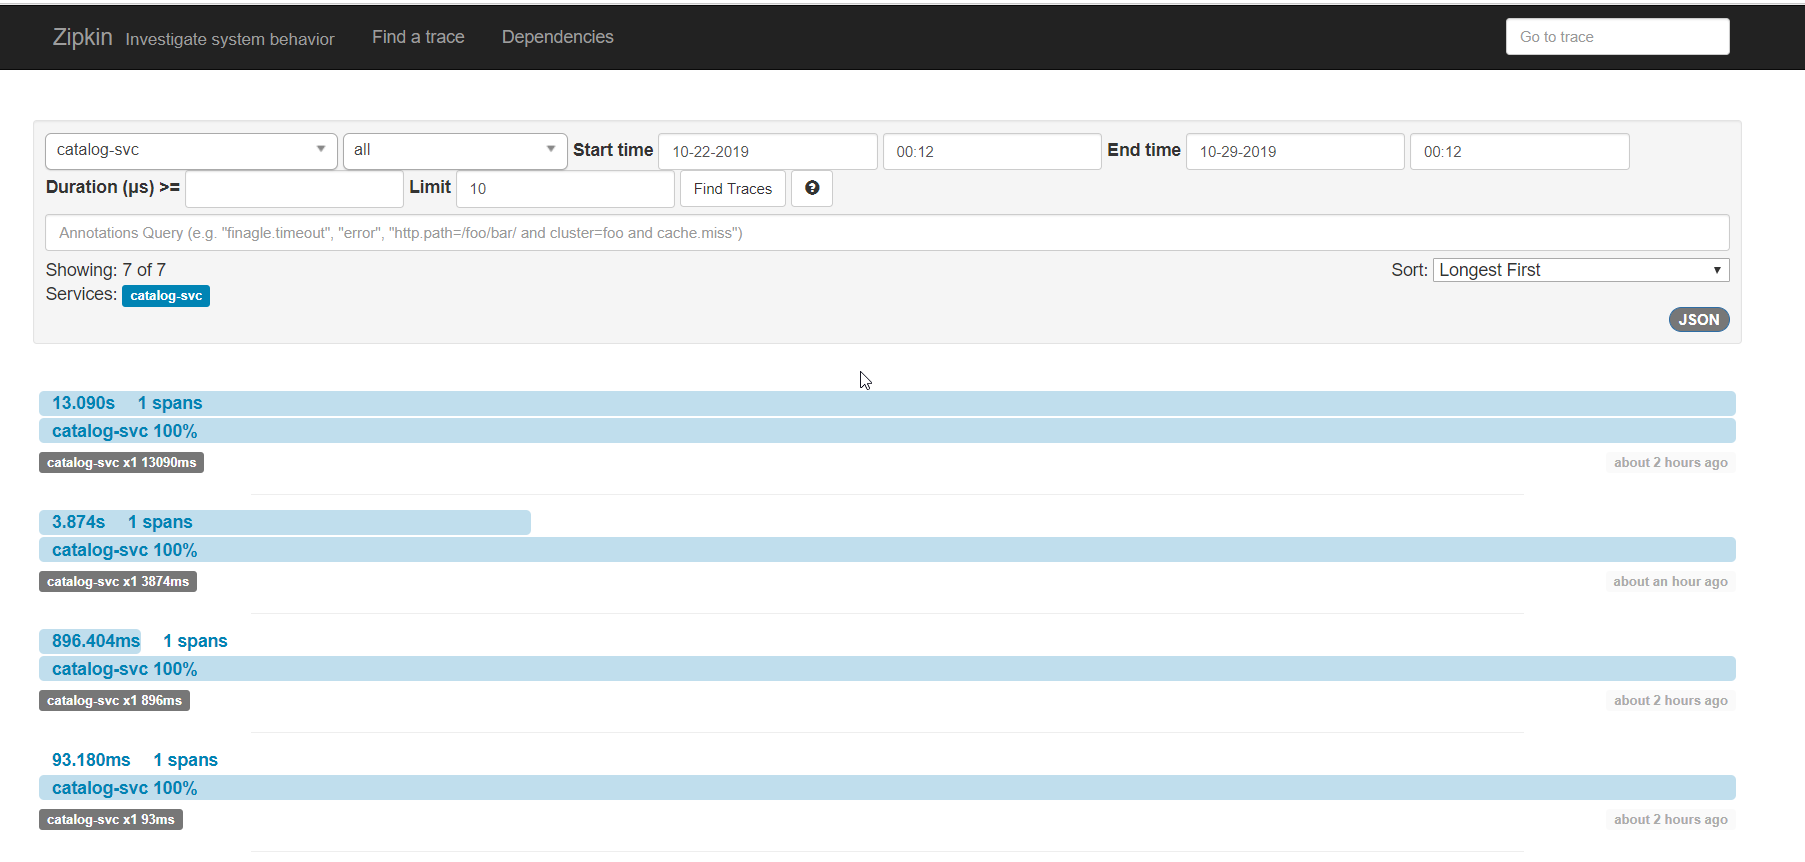 Zipkin Investigate system behavior Find a trace Dependencies Go to trace
catalog-svc all Start time 10-22-2019 00:12 End time 10-29-2019 00:12
Duration (μs) >= Limit 10 Find Traces ?
Annotations Query (e.g. "finagle.timeout", "error", "http.path=/foo/bar/ and cluster=foo and cache.miss")
Showing: 7 of 7 Sort: Longest First
Services: catalog-svc
JSON
13.090s 1 spans
catalog-svc 100%
catalog-svc x1 13090ms about 2 hours ago
3.874s 1 spans
catalog-svc 100%
catalog-svc x1 3874ms about an hour ago
896.404ms 1 spans
catalog-svc 100%
catalog-svc x1 896ms about 2 hours ago
93.180ms 1 spans
catalog-svc 100%
catalog-svc x1 93ms about 2 hours ago